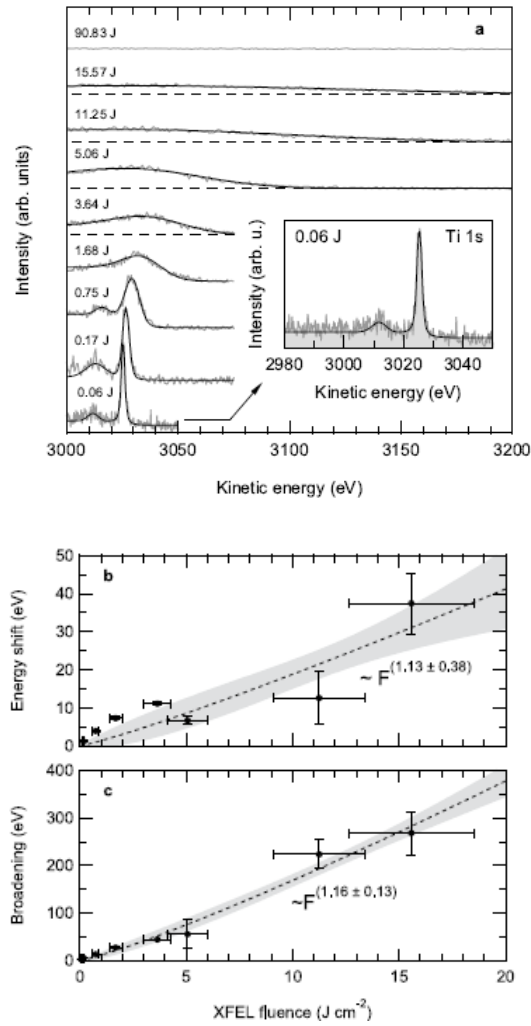 a
90.83 J
15.57 J
11.25 J
5.06 J
3.64 J
1.68 J
0.75 J
0.17 J
0.06 J
Intensity (arb. units)
3000 3050 3100 3150 3200
Kinetic energy (eV)
0.06 J Ti 1s
Intensity (arb. u.)
2980 3000 3020 3040
Kinetic energy (eV)
b
50
40
30
20
10
0
Energy shift (eV)
~ F(1.13 ± 0.38)
c
400
300
200
100
0
Broadening (eV)
~F(1.16 ± 0.13)
0 5 10 15 20
XFEL fluence (J cm-2)